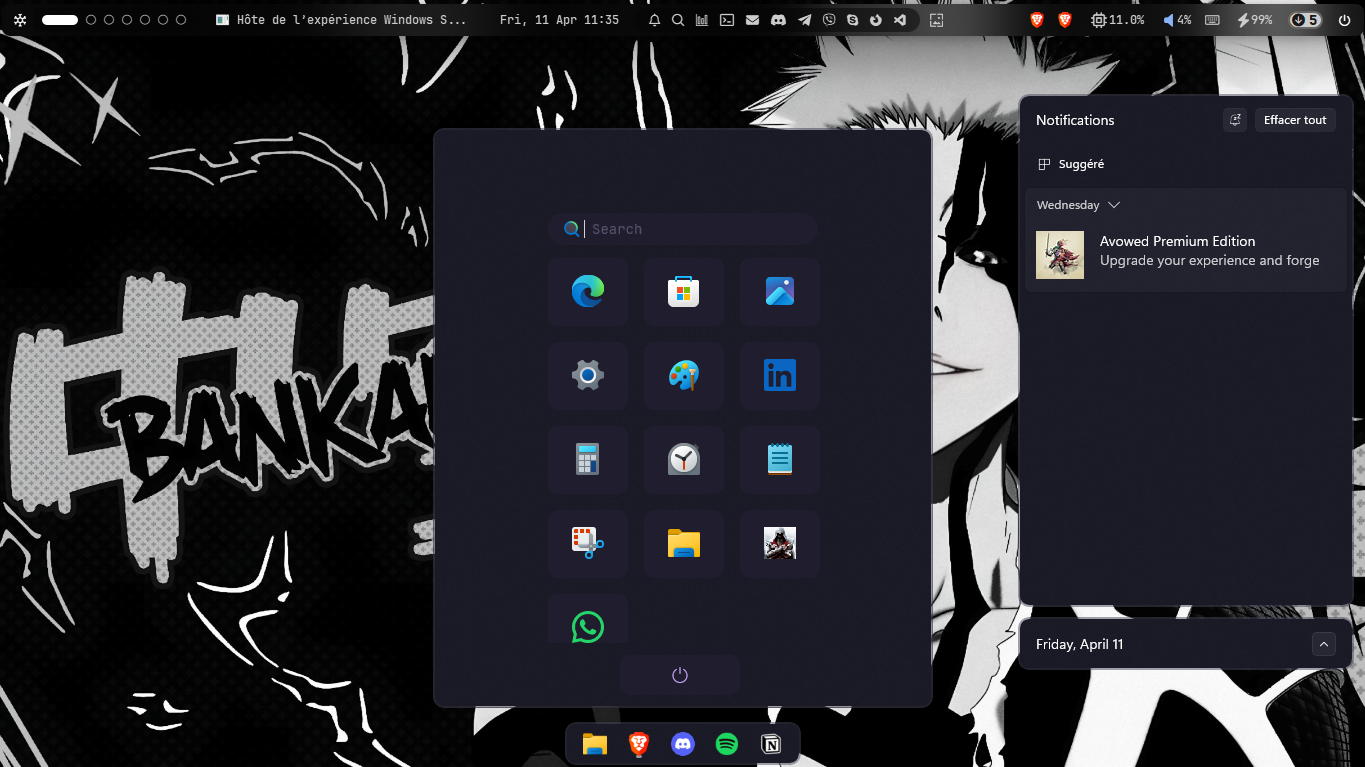 Hôte de l'expérience Windows S...
Fri, 11 Apr 11:35
11.0%
4%
99%
5
Notifications
Effacer tout
Suggéré
Wednesday
Avowed Premium Edition
Upgrade your experience and forge
Search
in
BANKA
Friday, April 11